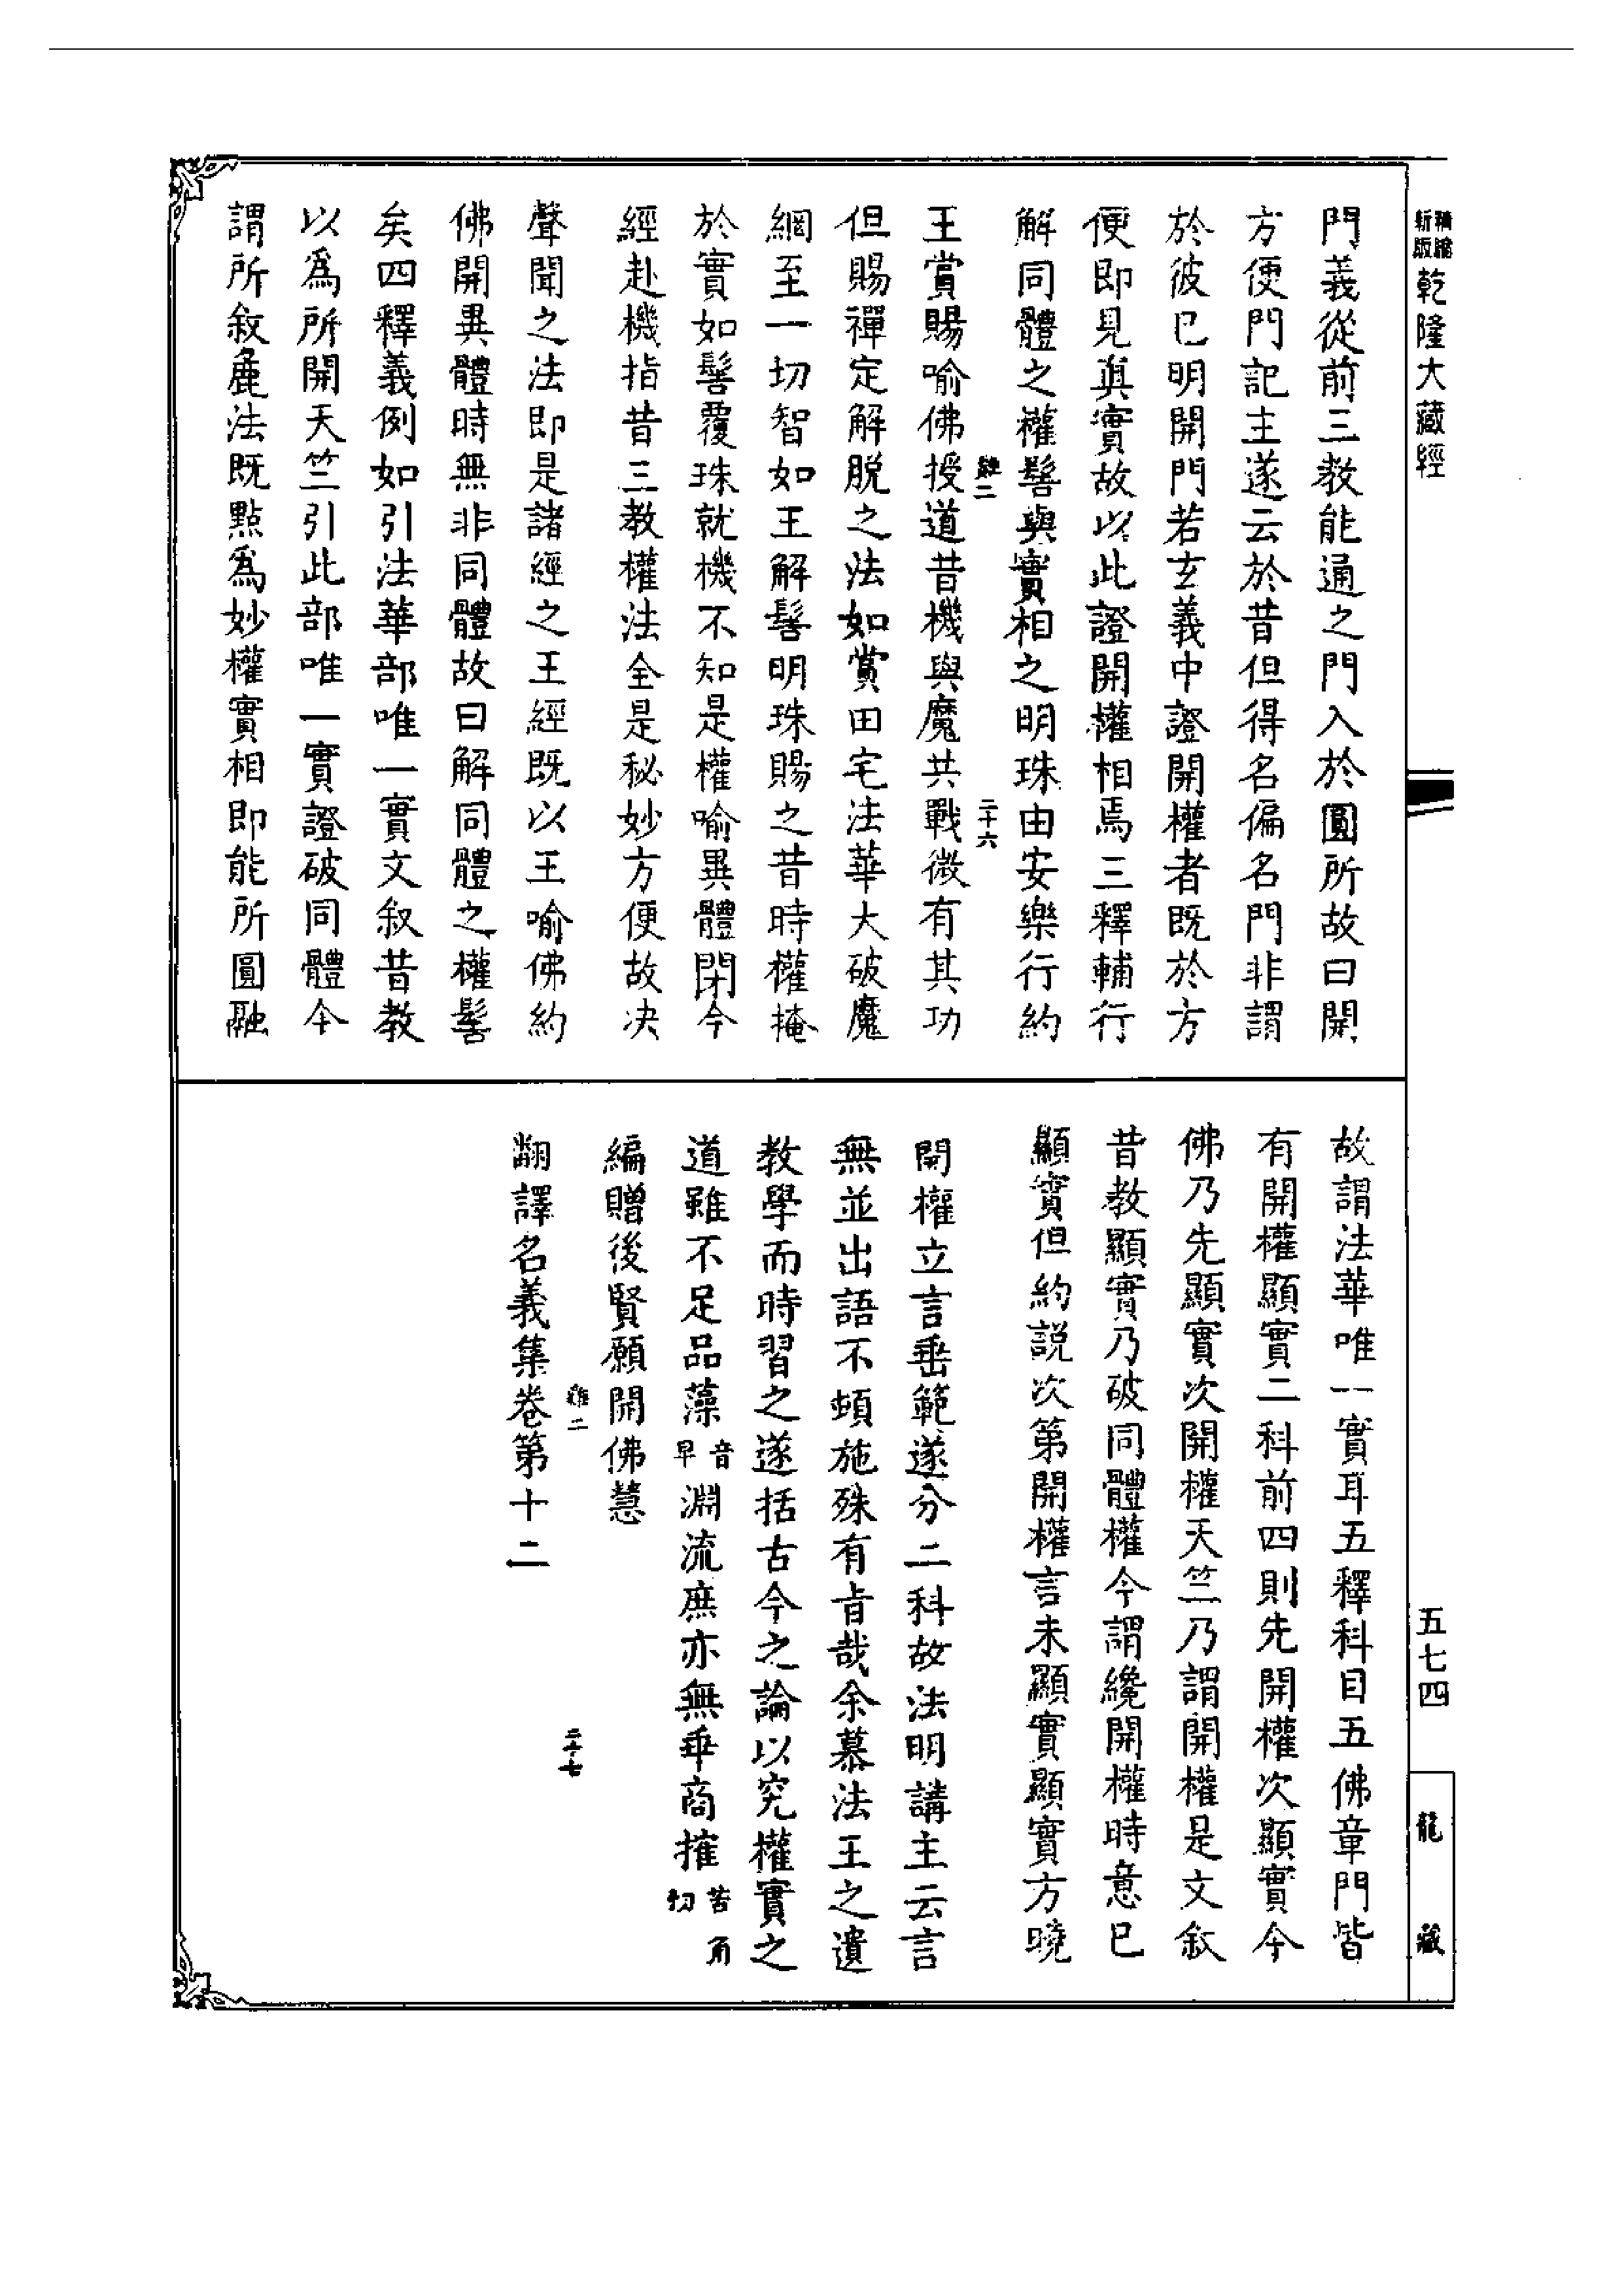 新版精縮乾隆大藏經
門義從前三教能通之門入於圓所故曰開
方便門記主遂云於昔但得名偏名門非謂
於彼已明開門若玄義中證開權者既於方
便即見真實故以此證開權相焉三釋輔行
解同體之權髻與實相之明珠由安樂行約
二十六
王賞賜喻佛授道昔機與魔共戰微有其功
但賜禪定解脱之法如賞田宅法華大破魔
網至一切智如王解髻明珠賜之昔時權掩
於實如髻覆珠就機不知是權喻異體閉今
經赴機指昔三教權法全是秘妙方便故决
聲聞之法即是諸經之王經既以王喻佛約
佛開異體時無非同體故曰解同體之權髻
矣四釋義例如引法華部唯一實文叙昔教
以為所開天竺引此部唯一實證破同體今
謂所叙麁法既點為妙權實相即能所圓融
故謂法華唯一實耳五釋科目五佛章門皆
有開權顯實二科前四則先開權次顯實今
佛乃先顯實次開權天竺乃謂開權是文叙
昔教顯實乃破同體權今謂纔開權時意已
顯實但約説次第開權言未顯實顯實方曉
開權立言垂範遂分二科故法明講主云言
無並出語不頓施殊有旨哉余慕法王之遺
教學而時習之遂括古今之論以究權實之
道雖不足品藻音早淵流庶亦無乖商搉苦角切
編贈後賢願開佛慧
二十七
翻譯名義集卷第十二
五七四
龍藏